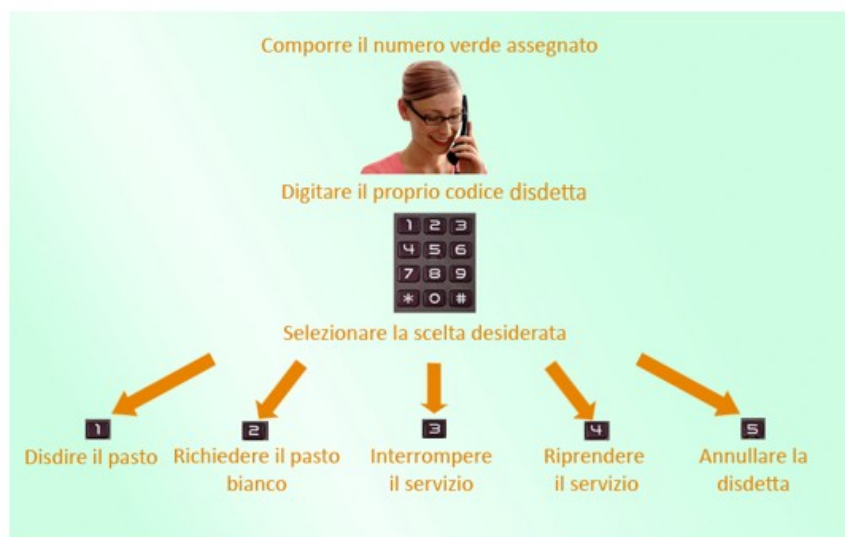 Comporre il numero verde assegnato
Digitare il proprio codice disdetta
1 2 3
4 5 6
7 8 9
* 0 #
Selezionare la scelta desiderata
1
Disdire il pasto
2
Richiedere il pasto
bianco
3
Interrompere
il servizio
4
Riprendere
il servizio
5
Annullare la
disdetta